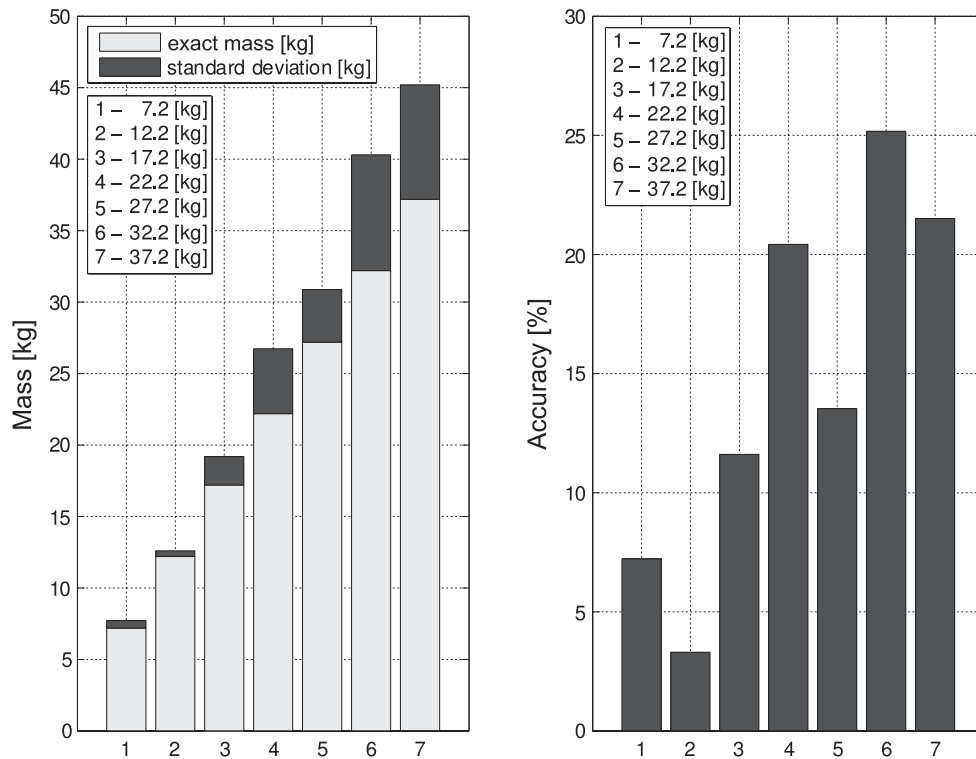 50
45
40
35
30
25
20
15
10
5
0
Mass [kg]
exact mass [kg]
standard deviation [kg]
1 – 7.2 [kg]
2 – 12.2 [kg]
3 – 17.2 [kg]
4 – 22.2 [kg]
5 – 27.2 [kg]
6 – 32.2 [kg]
7 – 37.2 [kg]
1 2 3 4 5 6 7
30
25
20
15
10
5
0
Accuracy [%]
1 – 7.2 [kg]
2 – 12.2 [kg]
3 – 17.2 [kg]
4 – 22.2 [kg]
5 – 27.2 [kg]
6 – 32.2 [kg]
7 – 37.2 [kg]
1 2 3 4 5 6 7